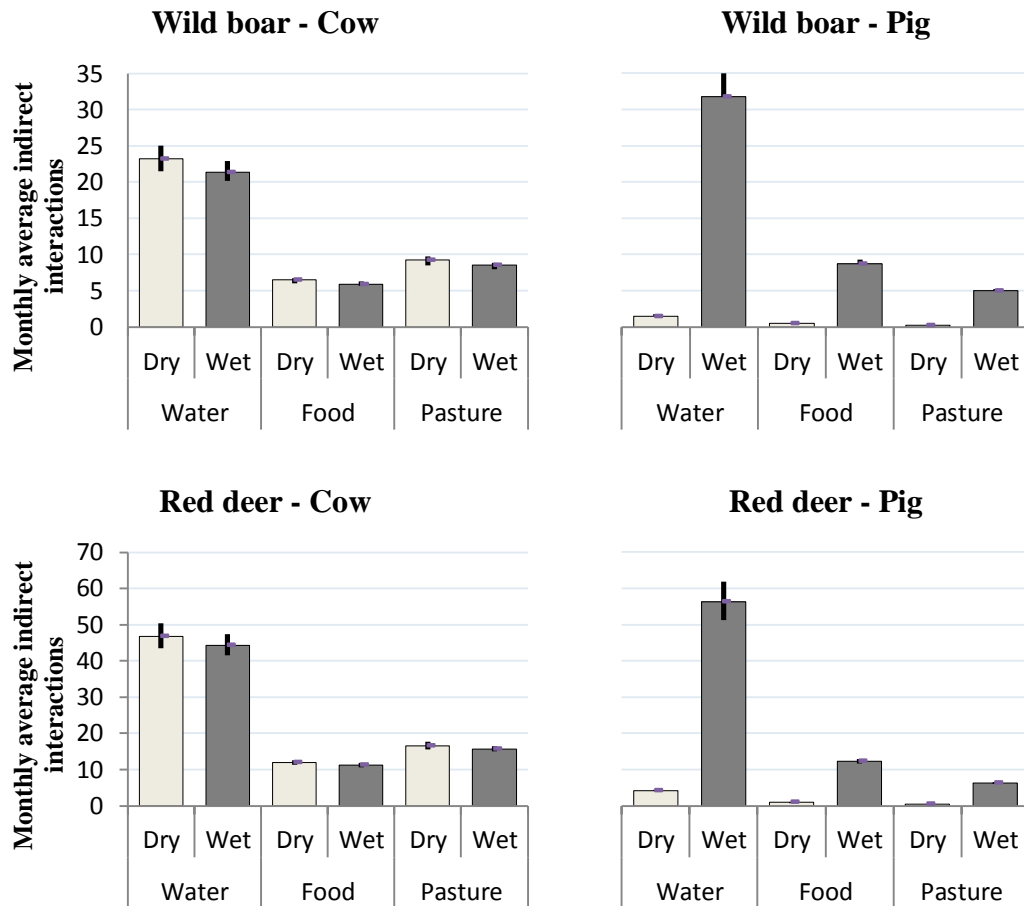 Wild boar - Cow
Wild boar - Pig
Monthly average indirect
interactions
35
30
25
20
15
10
5
0
Dry Wet Dry Wet Dry Wet
Water Food Pasture
Dry Wet Dry Wet Dry Wet
Water Food Pasture
Red deer - Cow
Red deer - Pig
Monthly average indirect
interactions
70
60
50
40
30
20
10
0
Dry Wet Dry Wet Dry Wet
Water Food Pasture
Dry Wet Dry Wet Dry Wet
Water Food Pasture